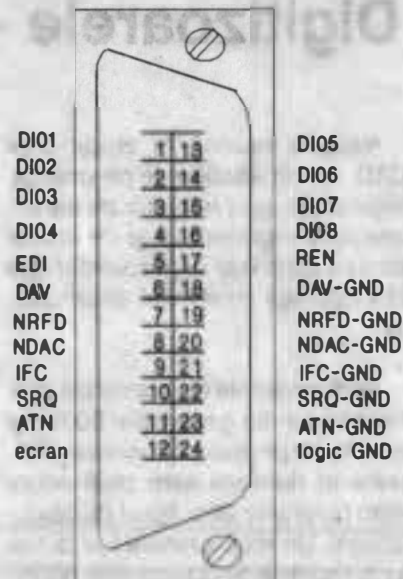 Digitizoarele
DIO1 1 13 DIO5
DIO2 2 14 DIO6
DIO3 3 15 DIO7
DIO4 4 16 DIO8
EDI 5 17 REN
DAV 6 18 DAV-GND
NRFD 7 19 NRFD-GND
NDAC 8 20 NDAC-GND
IFC 9 21 IFC-GND
SRQ 10 22 SRQ-GND
ATN 11 23 ATN-GND
ecran 12 24 logic GND